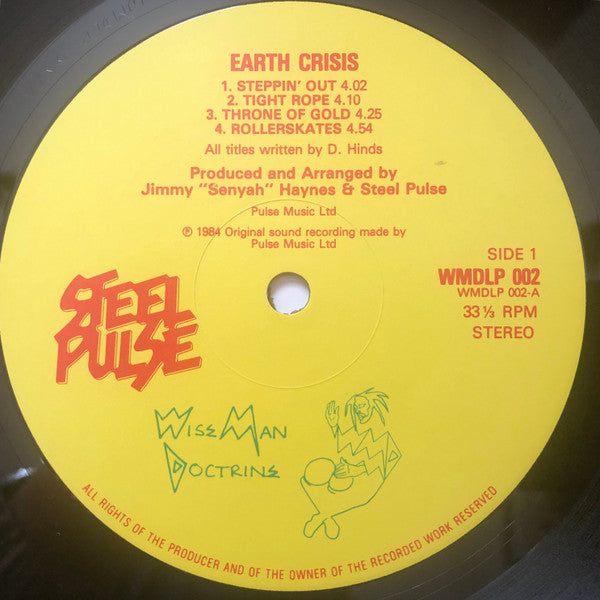 EARTH CRISIS
1. STEPPIN' OUT 4.02
2. TIGHT ROPE 4.10
3. THRONE OF GOLD 4.25
4. ROLLERSKATES 4.54
All titles written by D. Hinds
Produced and Arranged by
Jimmy "Senyah" Haynes & Steel Pulse
Pulse Music Ltd
℗ 1984 Original sound recording made by
Pulse Music Ltd
SIDE 1
WMDLP 002
WMDLP 002-A
33⅓ RPM
STEREO
STEEL
PULSE
WISE MAN
DOCTRINE
ALL RIGHTS OF THE PRODUCER AND OF THE OWNER OF THE RECORDED WORK RESERVED